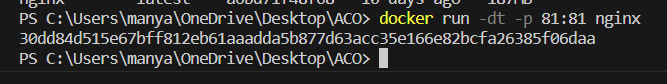 PS C:\Users\manya\OneDrive\Desktop\ACO> docker run -dt -p 81:81 nginx
30dd84d515e67bff812eb61aaadda5b877d63acc35e166e82bcfa26385f06daa
PS C:\Users\manya\OneDrive\Desktop\ACO>